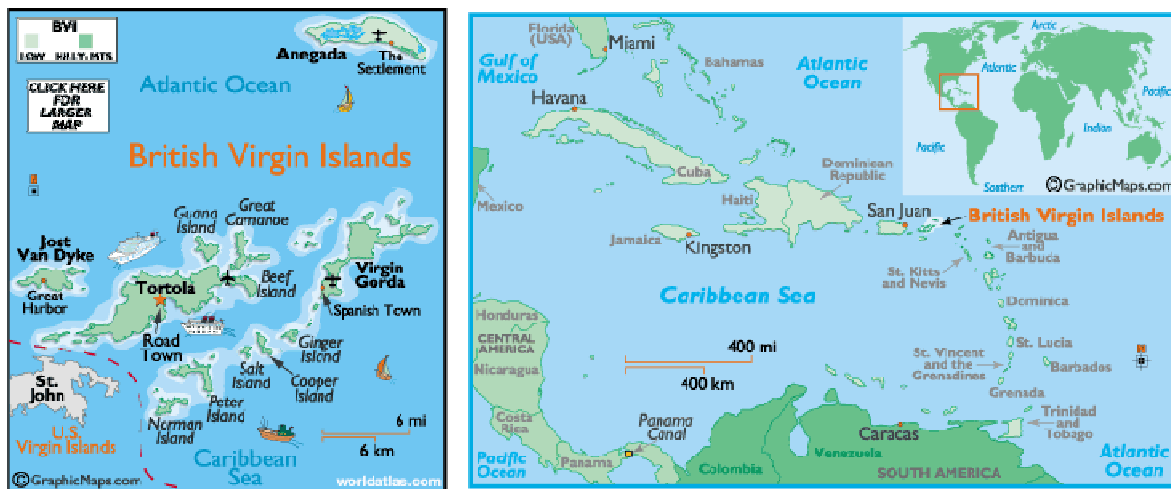 BVI
LOW HILLY, MTS
CLICK HERE
FOR
LARGER
MAP
Anegada
The
Settlement
Atlantic Ocean
British Virgin Islands
Guana
Island
Great
Camanoe
Jost
Van Dyke
Great
Harbor
Tortola
Beef
Island
Virgin
Gorda
Spanish Town
Road
Town
Ginger
Island
Salt
Island
Cooper
Island
Peter
Island
Norman
Island
St.
John
U.S.
Virgin Islands
Caribbean
Sea
6 mi
6 km
©GraphicMaps.com
worldatlas.com
Florida
(USA)
Miami
Gulf of
Mexico
Bahamas
Atlantic
Ocean
Havana
Cuba
Mexico
Dominican
Republic
Haiti
San Juan
British Virgin Islands
Jamaica
Kingston
Antigua
and
Barbuda
St. Kitts
and Nevis
Caribbean Sea
Dominica
Honduras
CENTRAL
AMERICA
Nicaragua
400 mi
400 km
St. Lucia
St. Vincent
and the
Grenadines
Barbados
Grenada
Costa
Rica
Panama
Canal
Trinidad
and
Tobago
Caracas
Venezuela
Pacific
Ocean
Panama
Colombia
SOUTH AMERICA
Atlantic
Ocean
Arctic
Atlantic
Pacific
Indian
Pacific
Southern
©GraphicMaps.com